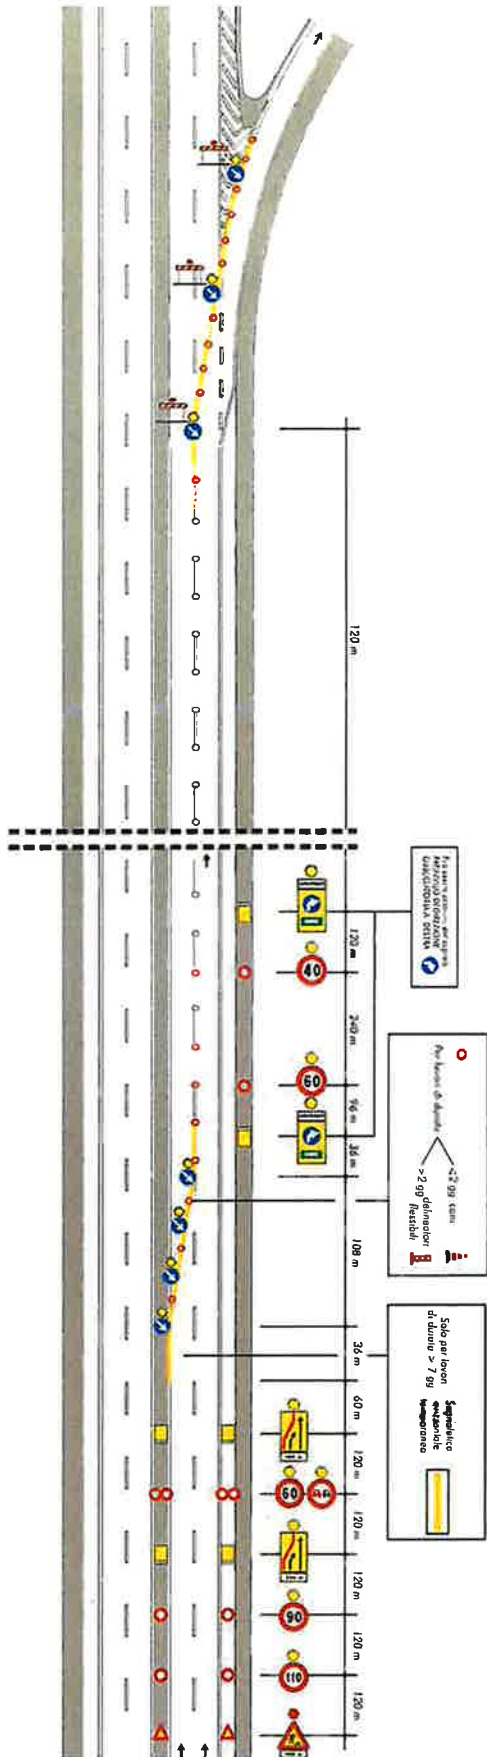 120 m
40
120 m
240 m
60
96 m
36 m
Per lavori di durata
<2 gg coni
>2 gg delineatori
flessibili
108 m
36 m
Solo per lavori
di durata > 7 gg
Segnaletica
orizzontale
temporanea
60 m
120 m
60
120 m
120 m
90
120 m
110
120 m